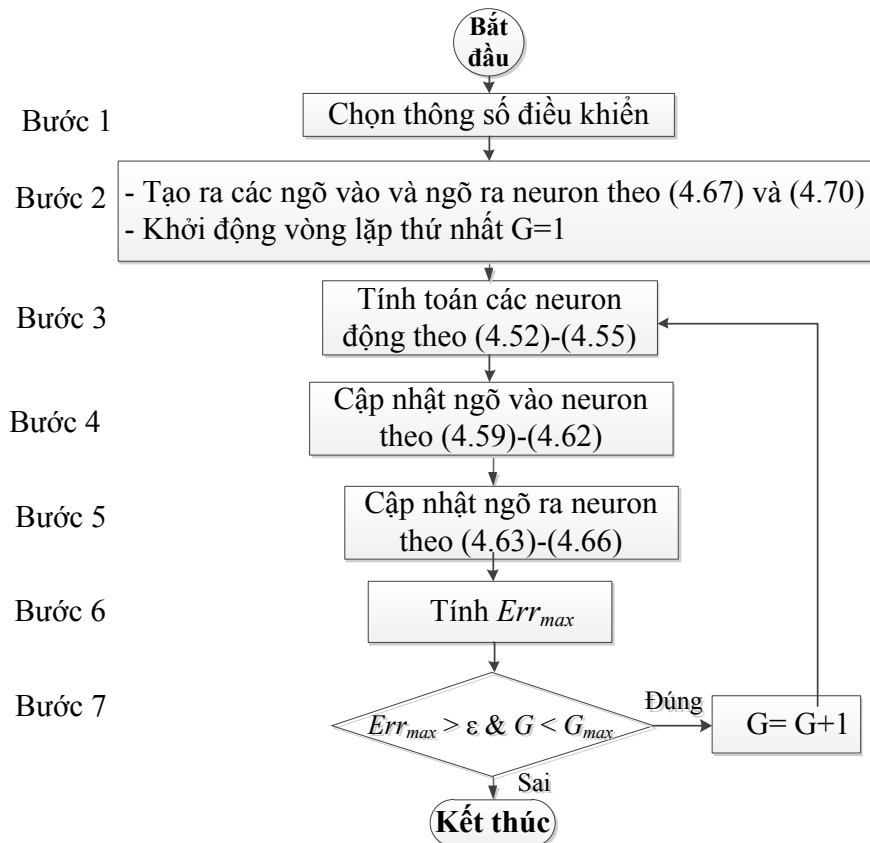 Bắt
đầu
Bước 1
Chọn thông số điều khiển
Bước 2
- Tạo ra các ngõ vào và ngõ ra neuron theo (4.67) và (4.70)
- Khởi động vòng lặp thứ nhất G=1
Bước 3
Tính toán các neuron
động theo (4.52)-(4.55)
Bước 4
Cập nhật ngõ vào neuron
theo (4.59)-(4.62)
Bước 5
Cập nhật ngõ ra neuron
theo (4.63)-(4.66)
Bước 6
Tính Err_max
Bước 7
Err_max > ε & G < G_max
Đúng
G= G+1
Sai
Kết thúc